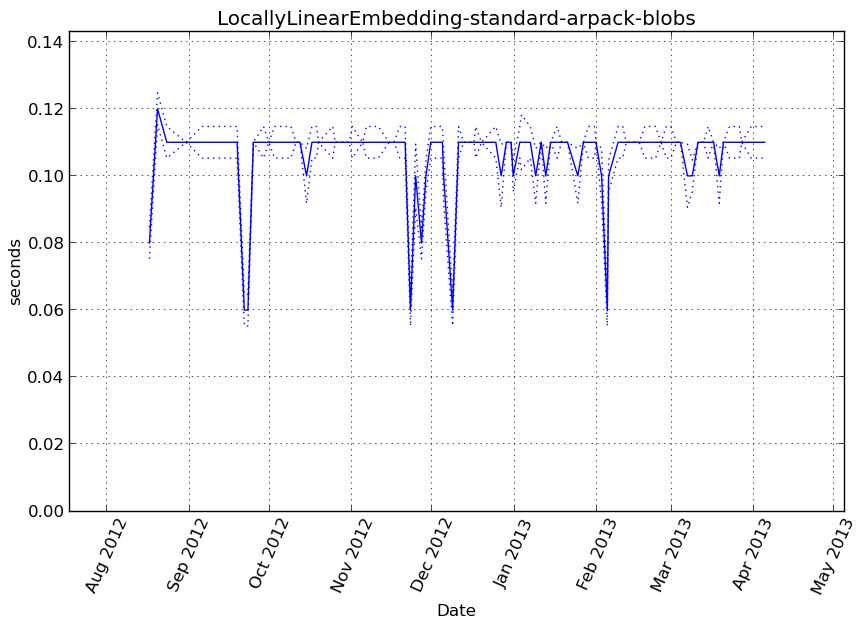 LocallyLinearEmbedding-standard-arpack-blobs
0.14
0.12
0.10
0.08
0.06
0.04
0.02
0.00
seconds
Aug 2012
Sep 2012
Oct 2012
Nov 2012
Dec 2012
Jan 2013
Feb 2013
Mar 2013
Apr 2013
May 2013
Date